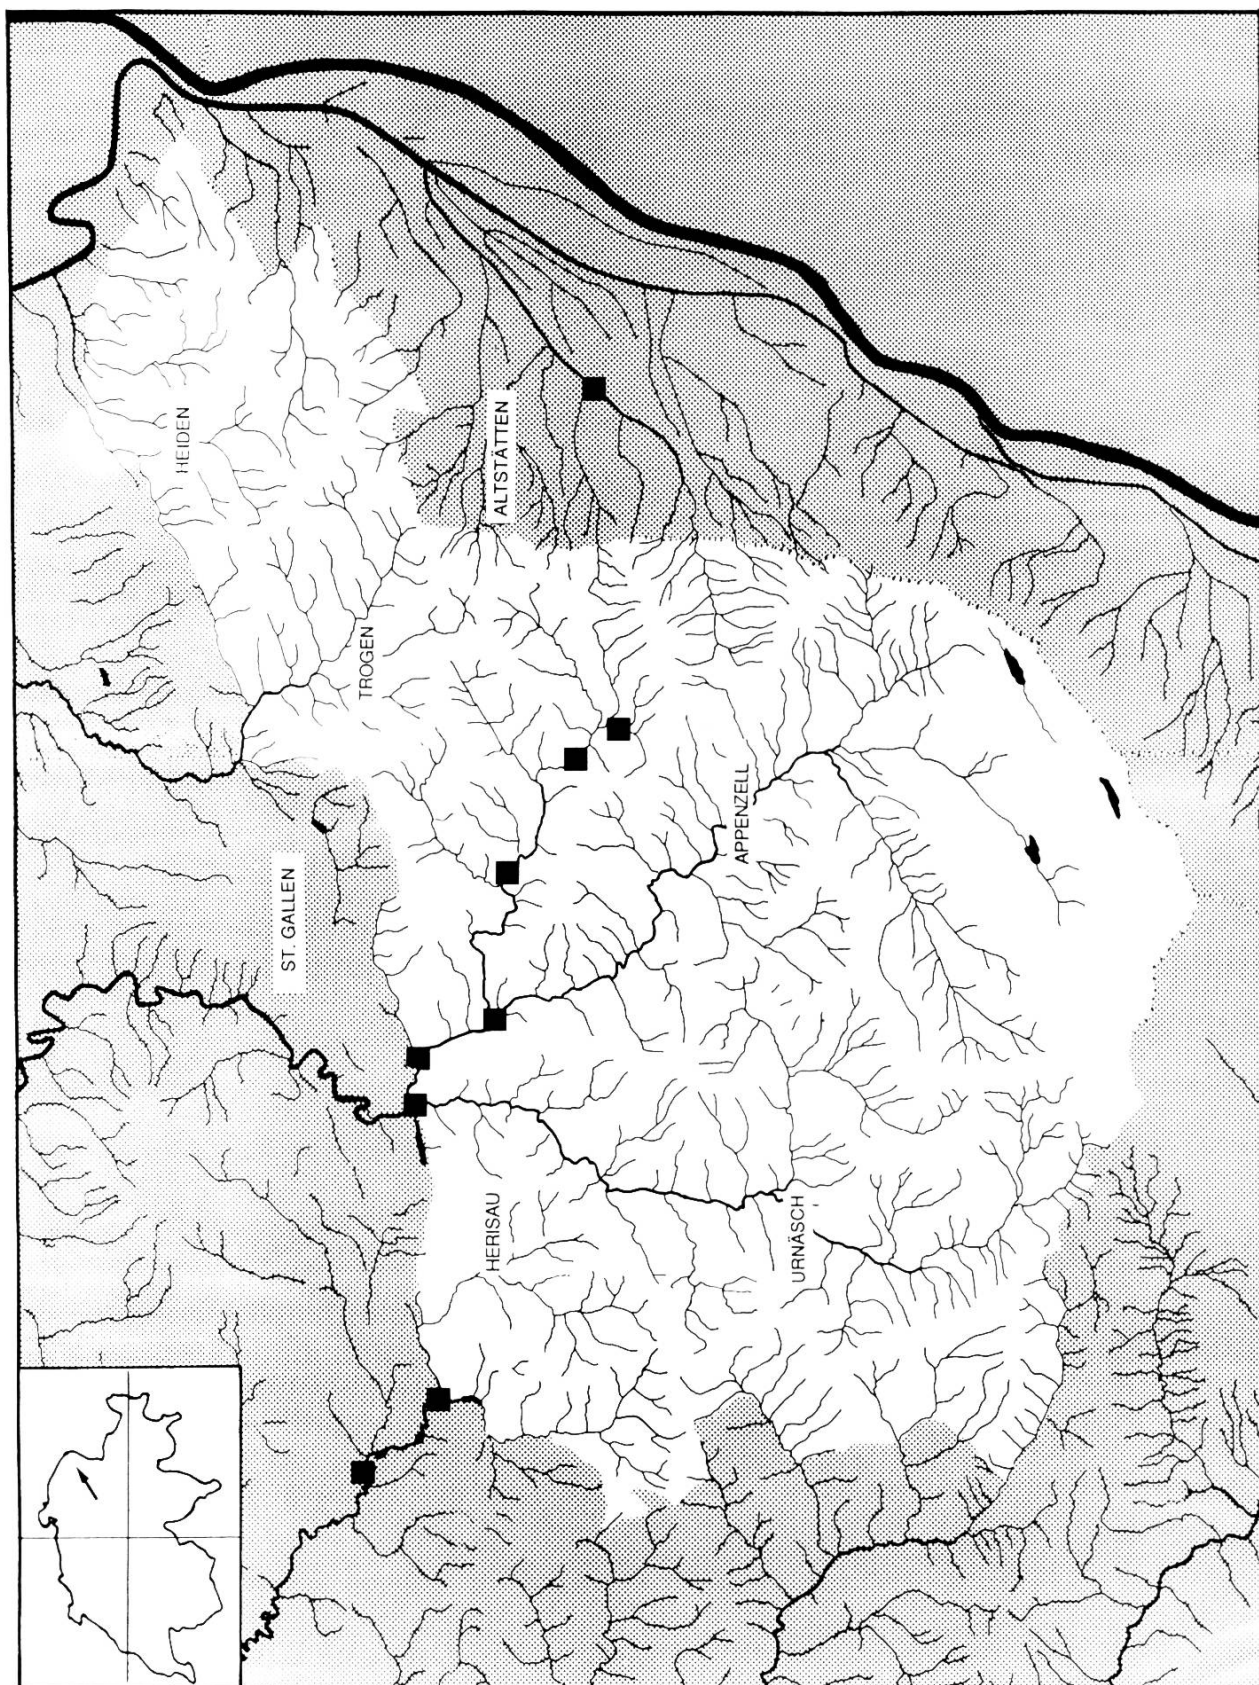 HEIDEN
ALTSTÄTTEN
TROGEN
ST. GALLEN
APPENZELL
HERISAU
URNÄSCH